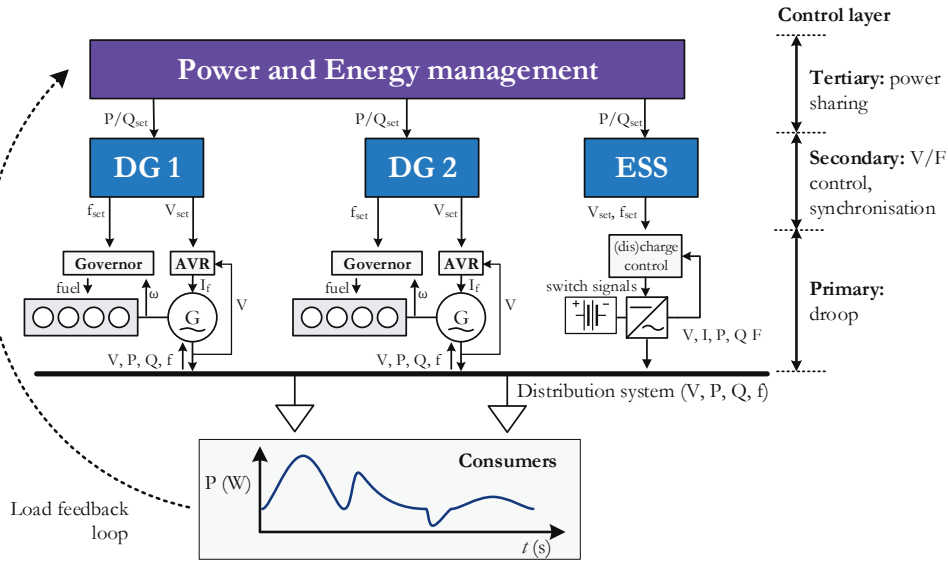 Control layer
Power and Energy management
Tertiary: power
sharing
P/Qset
P/Qset
P/Qset
DG 1
DG 2
ESS
Secondary: V/F
control,
synchronisation
fset
Vset
fset
Vset
Vset, fset
Governor
AVR
Governor
AVR
(dis)charge
control
fuel
ω
If
V
fuel
ω
If
V
switch signals
Primary:
droop
G
G
+ -
V, I, P, Q F
V, P, Q, f
V, P, Q, f
Distribution system (V, P, Q, f)
Consumers
P (W)
t (s)
Load feedback
loop